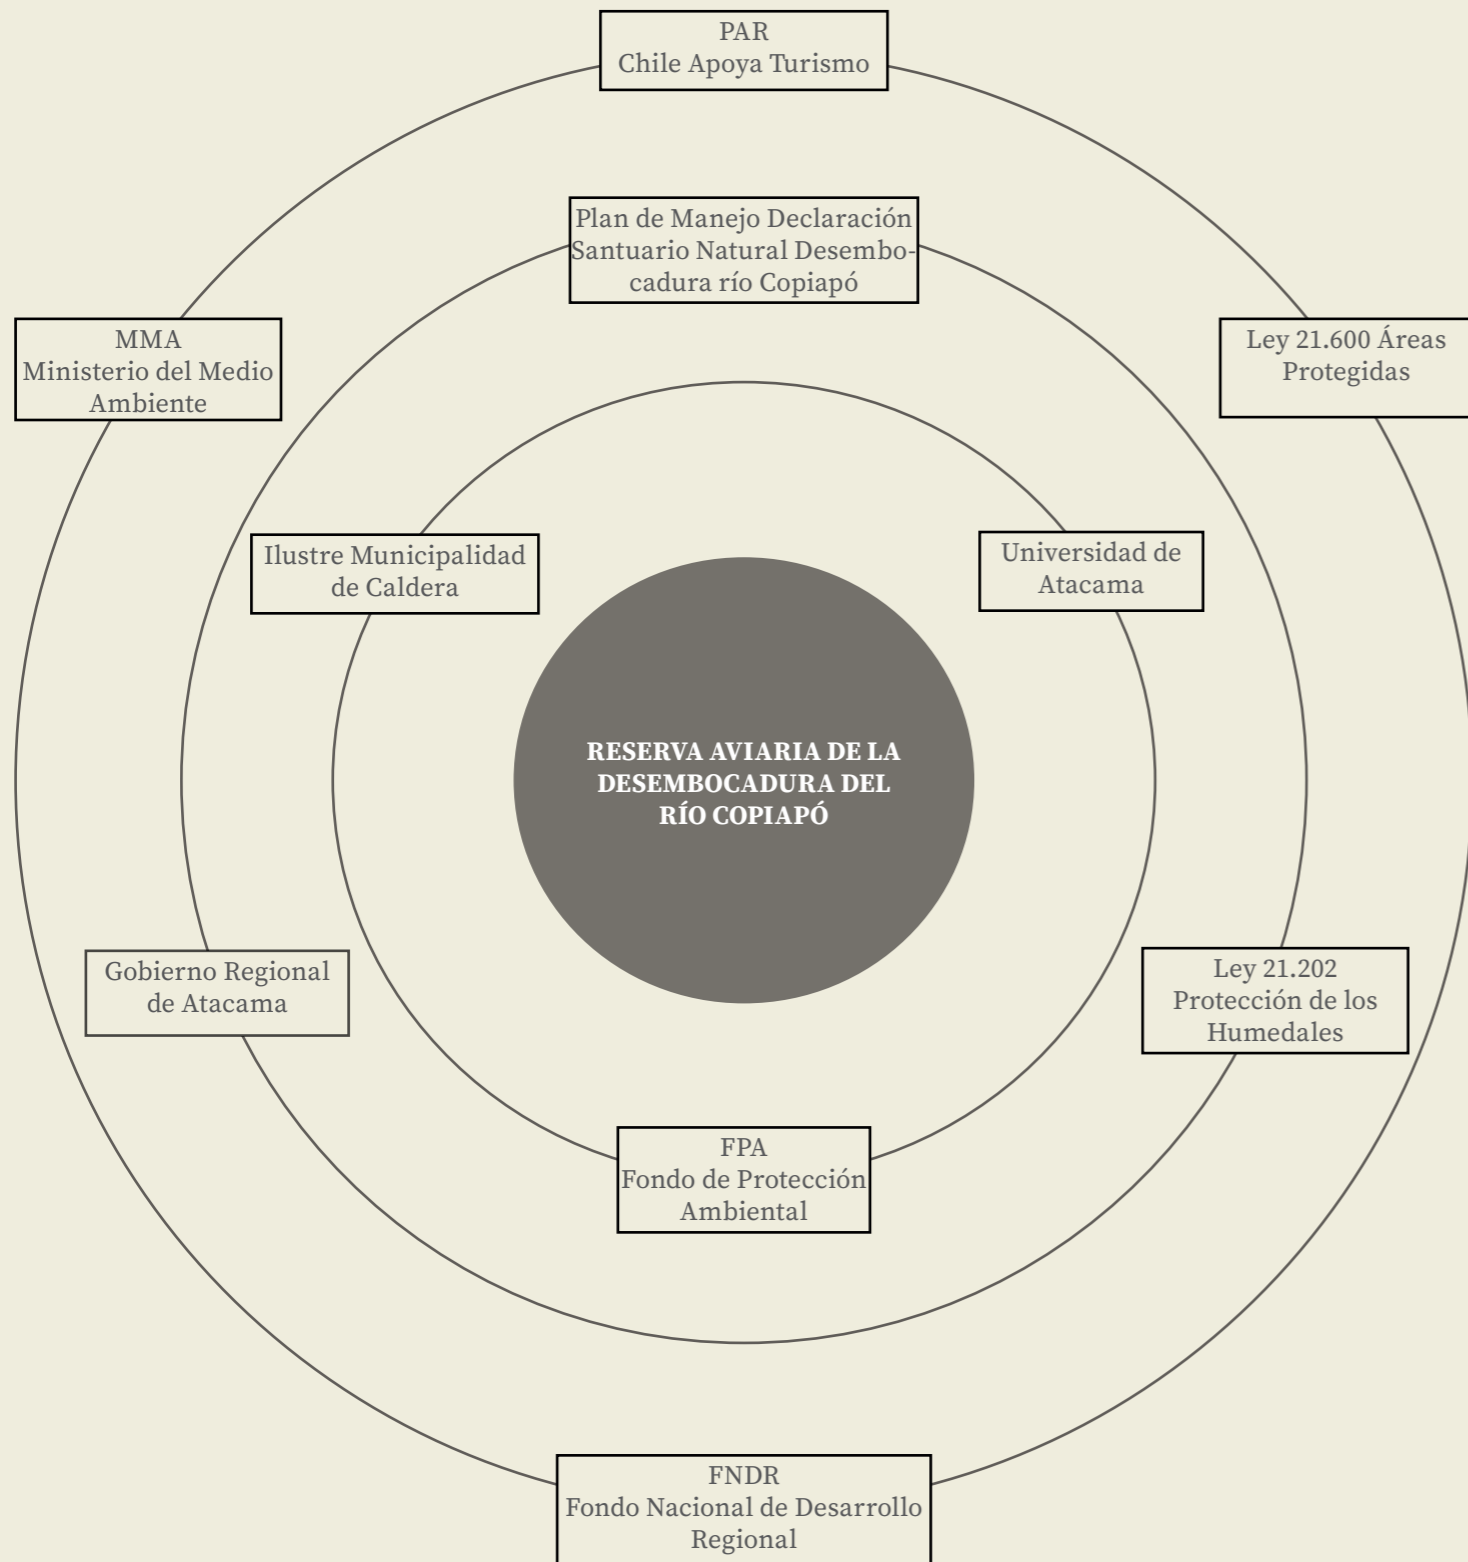 PAR
Chile Apoya Turismo
Plan de Manejo Declaración
Santuario Natural Desembo-
cadura río Copiapó
MMA
Ministerio del Medio
Ambiente
Ley 21.600 Áreas
Protegidas
Ilustre Municipalidad
de Caldera
Universidad de
Atacama
RESERVA AVIARIA DE LA
DESEMBOCADURA DEL
RÍO COPIAPÓ
Gobierno Regional
de Atacama
Ley 21.202
Protección de los
Humedales
FPA
Fondo de Protección
Ambiental
FNDR
Fondo Nacional de Desarrollo
Regional